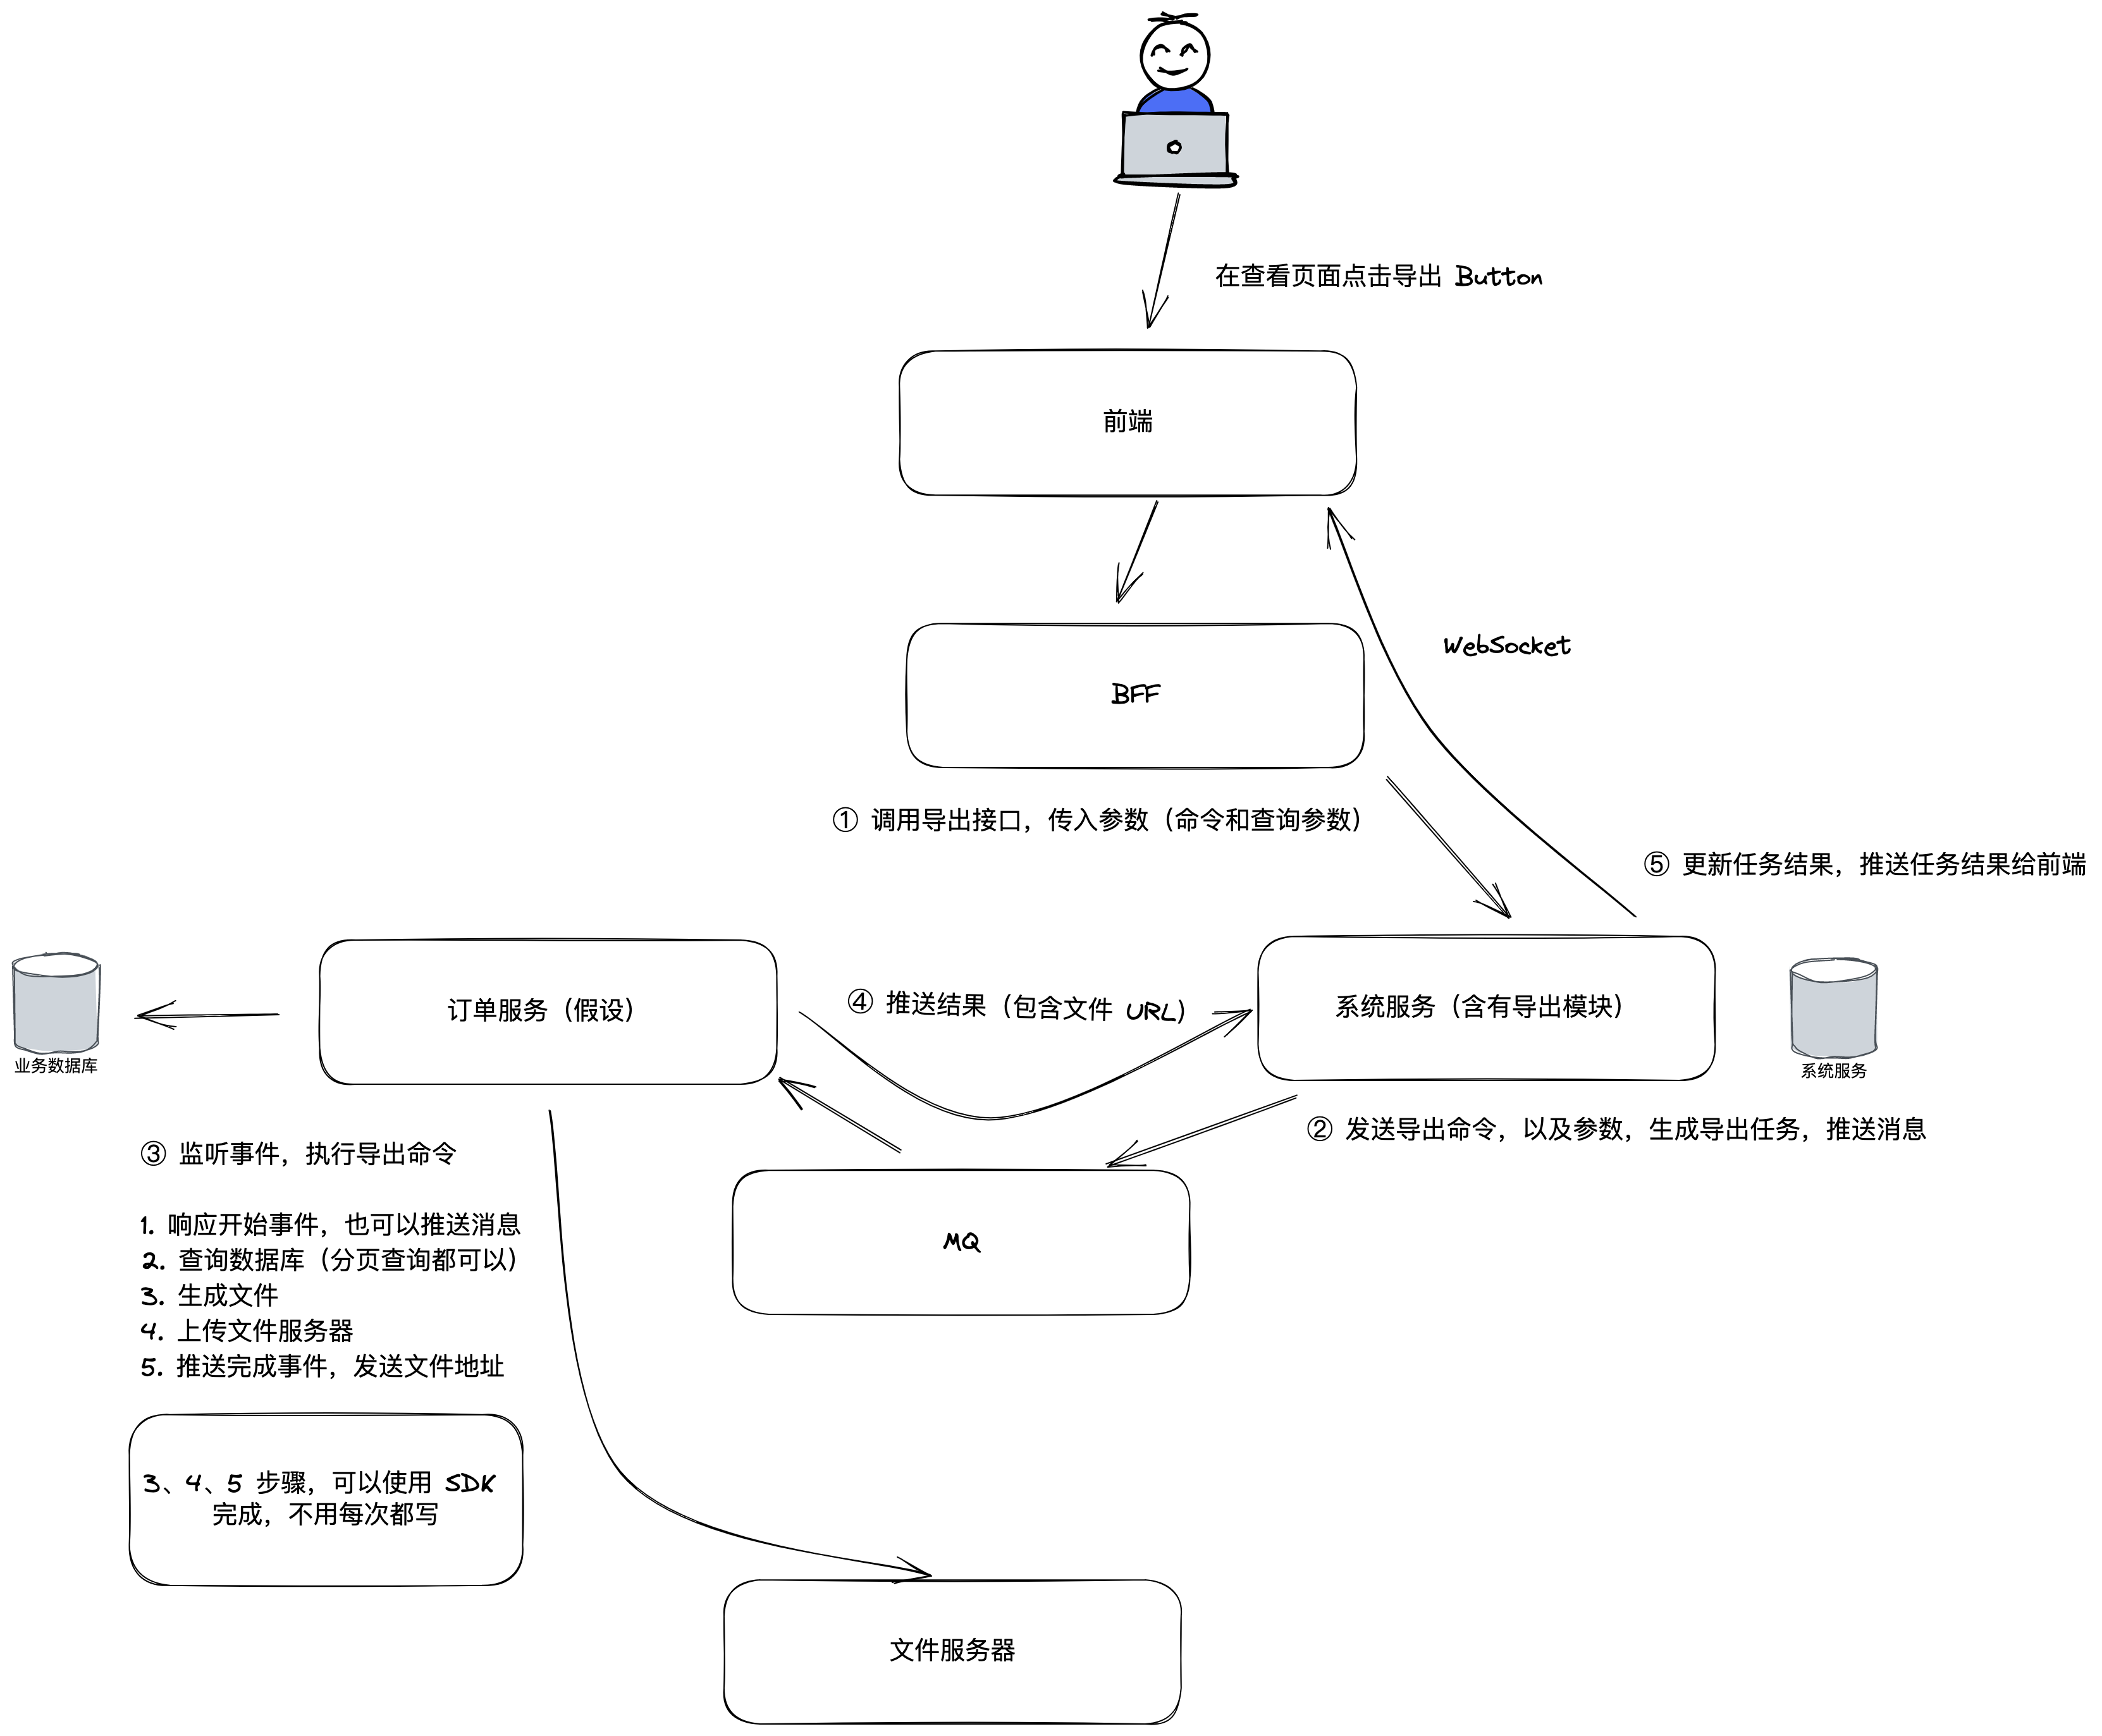 在查看页面点击导出 Button
前端
BFF
WebSocket
① 调用导出接口，传入参数（命令和查询参数）
⑤ 更新任务结果，推送任务结果给前端
订单服务（假设）
④ 推送结果（包含文件 URL）
系统服务（含有导出模块）
业务数据库
系统服务
② 发送导出命令，以及参数，生成导出任务，推送消息
③ 监听事件，执行导出命令
1. 响应开始事件，也可以推送消息
2. 查询数据库（分页查询都可以）
3. 生成文件
4. 上传文件服务器
5. 推送完成事件，发送文件地址
MQ
3、4、5 步骤，可以使用 SDK
完成，不用每次都写
文件服务器